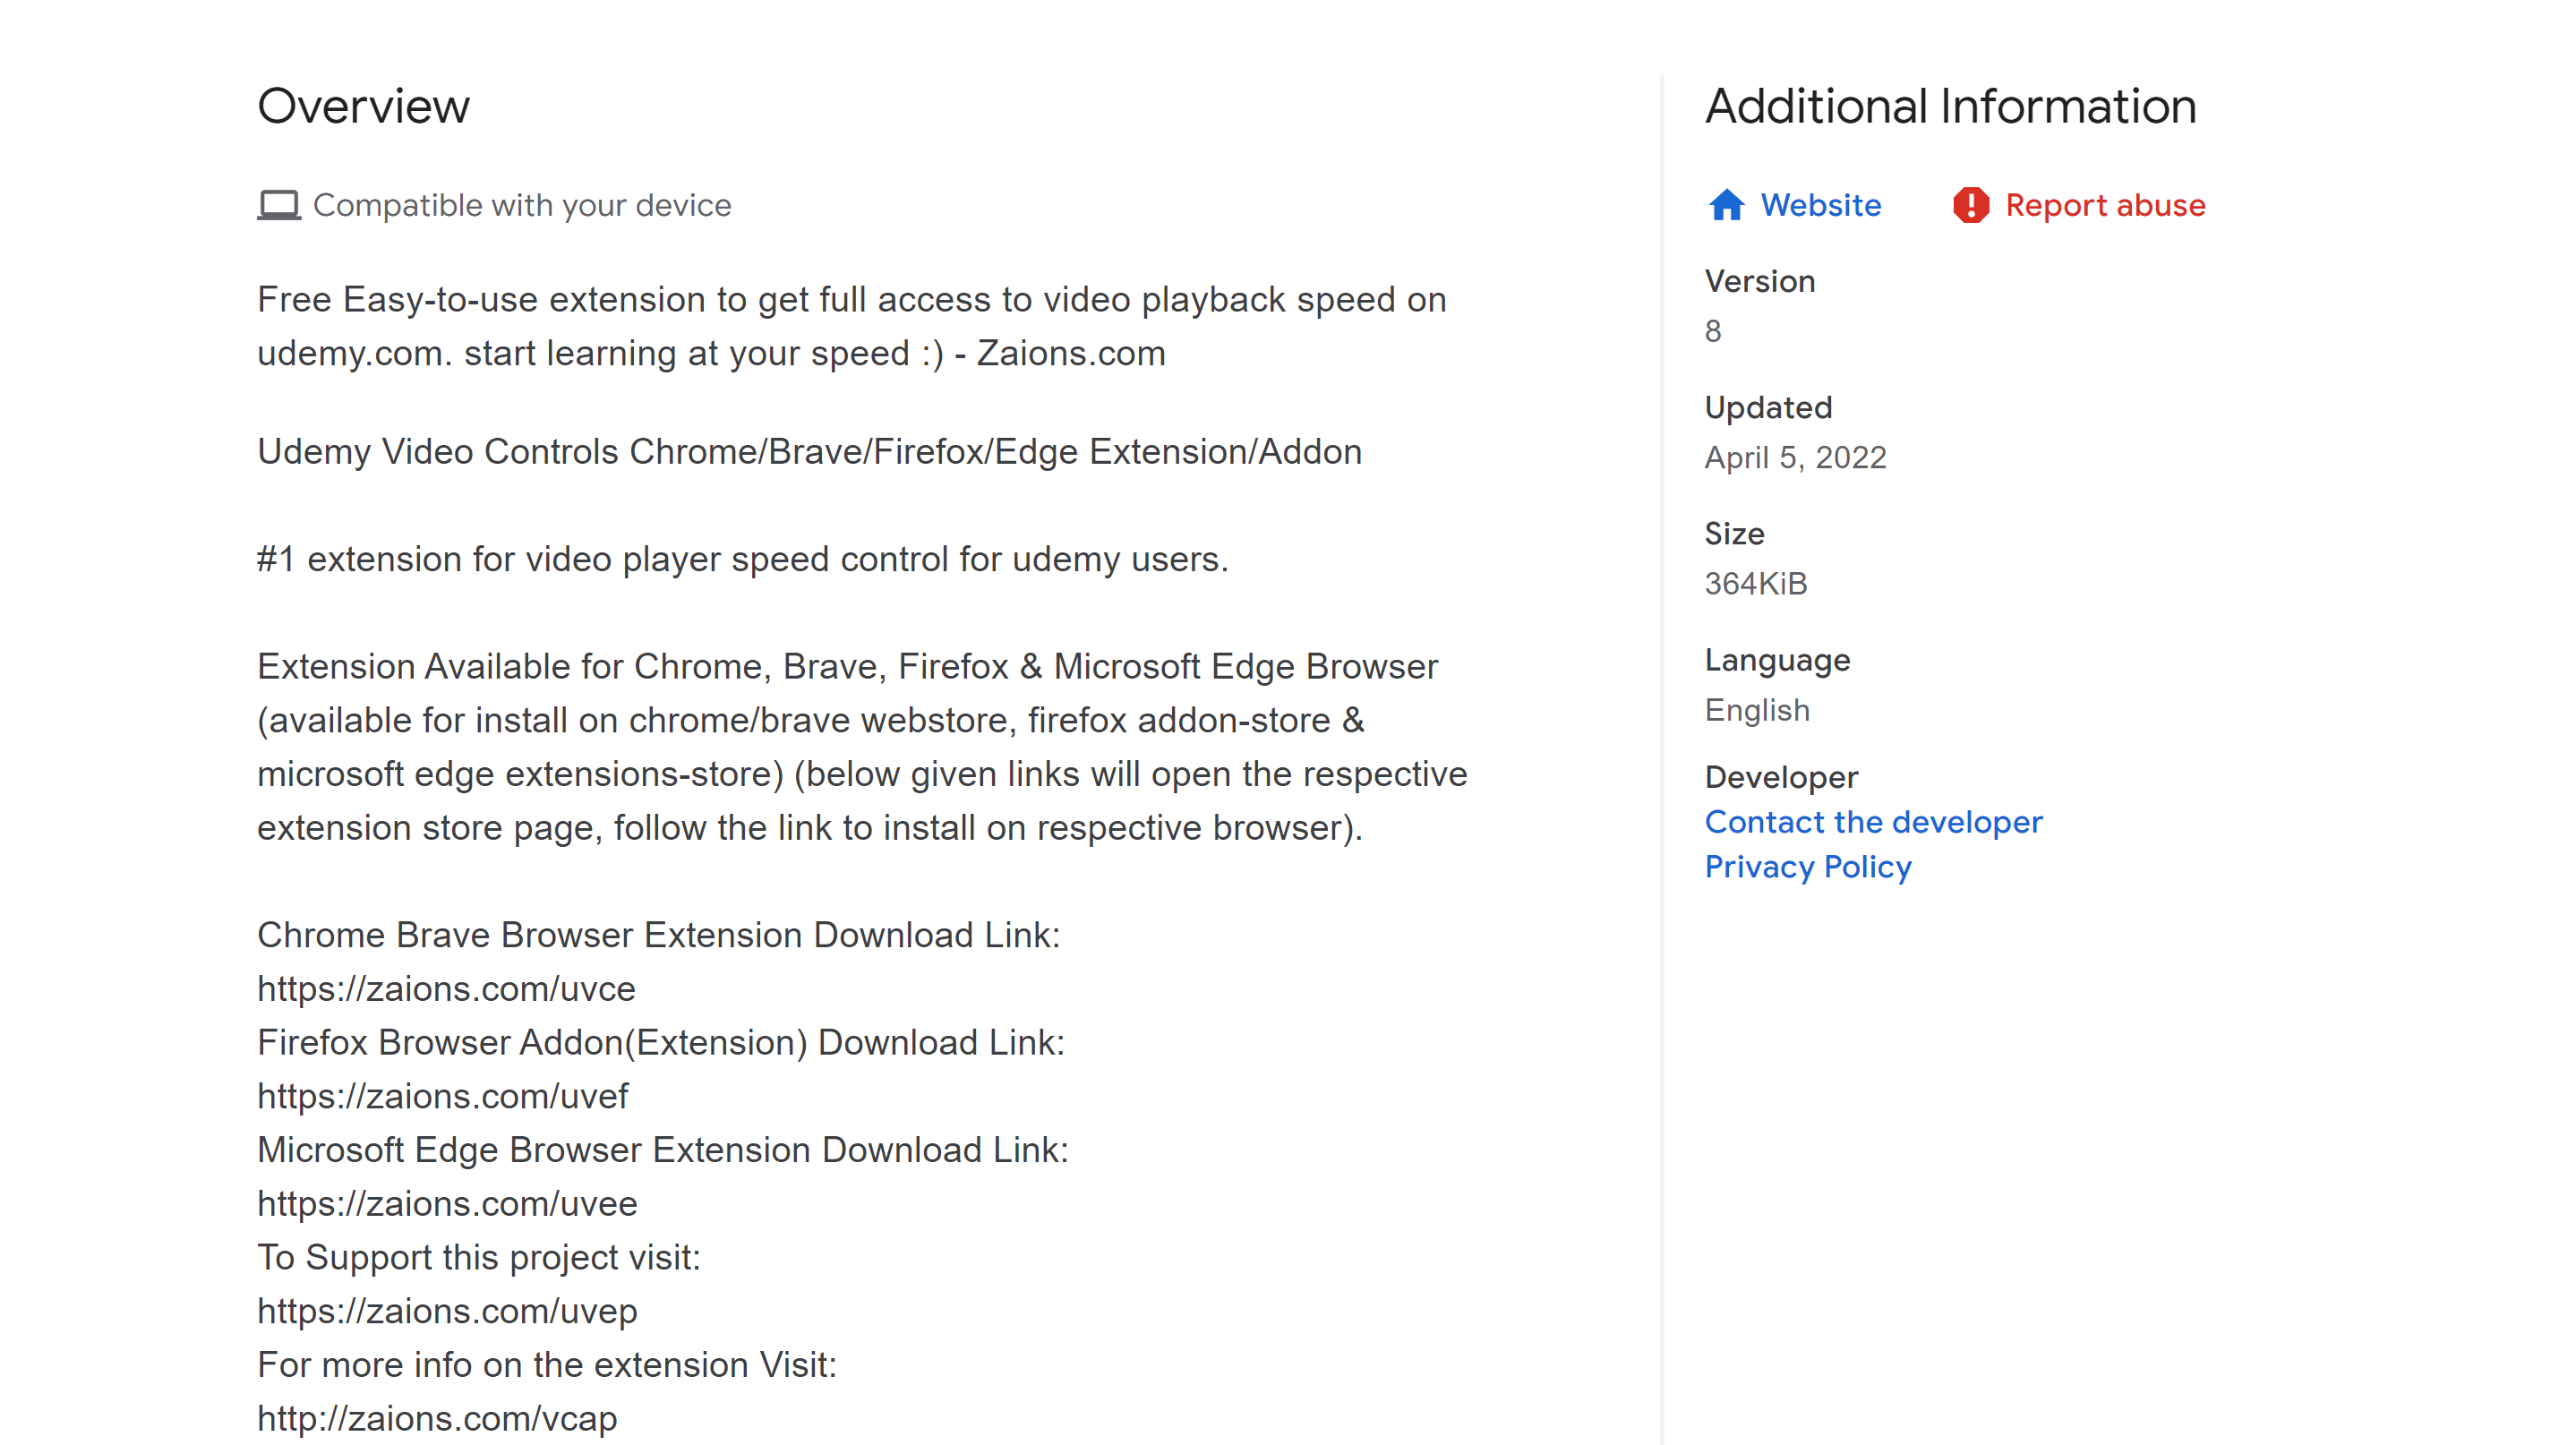 Overview
Compatible with your device
Free Easy-to-use extension to get full access to video playback speed on
udemy.com. start learning at your speed :) - Zaions.com
Udemy Video Controls Chrome/Brave/Firefox/Edge Extension/Addon
#1 extension for video player speed control for udemy users.
Extension Available for Chrome, Brave, Firefox & Microsoft Edge Browser
(available for install on chrome/brave webstore, firefox addon-store &
microsoft edge extensions-store) (below given links will open the respective
extension store page, follow the link to install on respective browser).
Chrome Brave Browser Extension Download Link:
https://zaions.com/uvce
Firefox Browser Addon(Extension) Download Link:
https://zaions.com/uvef
Microsoft Edge Browser Extension Download Link:
https://zaions.com/uvee
To Support this project visit:
https://zaions.com/uvep
For more info on the extension Visit:
http://zaions.com/vcap
Additional Information
Website
Report abuse
Version
8
Updated
April 5, 2022
Size
364KiB
Language
English
Developer
Contact the developer
Privacy Policy